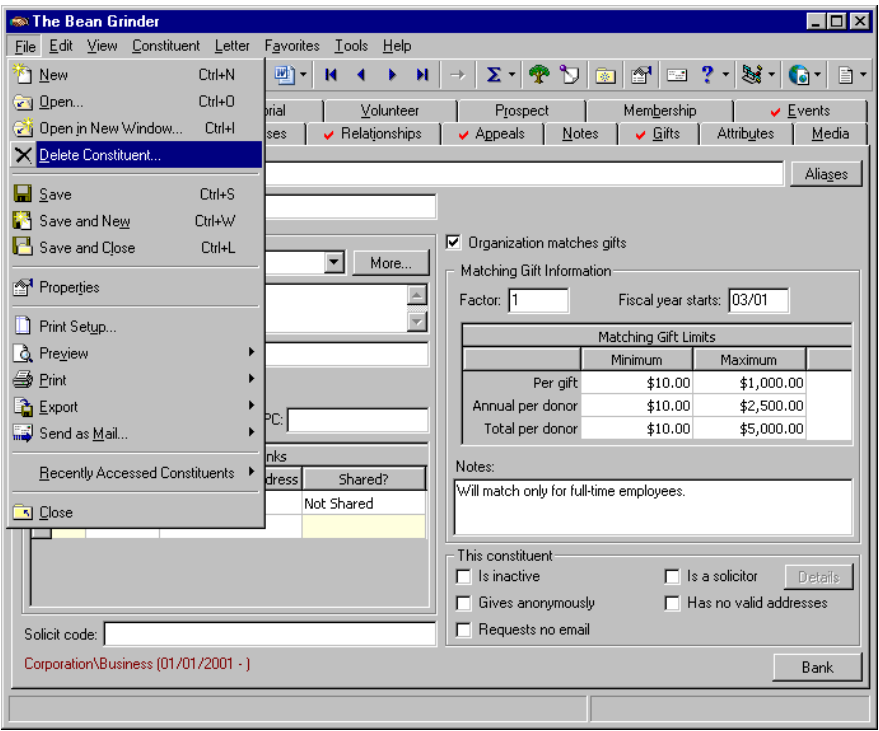 The Bean Grinder
File Edit View Constituent Letter Favorites Tools Help
New Ctrl+N
Open... Ctrl+O
Open in New Window... Ctrl+I
Delete Constituent...
Save Ctrl+S
Save and New Ctrl+W
Save and Close Ctrl+L
Properties
Print Setup...
Preview
Print
Export
Send as Mail...
Recently Accessed Constituents
Close
Volunteer Prospect Membership Events
Relationships Appeals Notes Gifts Attributes Media
Aliases
More...
PC:
nks
dress Shared?
Not Shared
Solicit code:
Corporation\Business (01/01/2001 - )
Organization matches gifts
Matching Gift Information
Factor: 1 Fiscal year starts: 03/01
Matching Gift Limits
Minimum Maximum
Per gift $10.00 $1,000.00
Annual per donor $10.00 $2,500.00
Total per donor $10.00 $5,000.00
Notes:
Will match only for full-time employees.
This constituent
Is inactive Is a solicitor Details
Gives anonymously Has no valid addresses
Requests no email
Bank